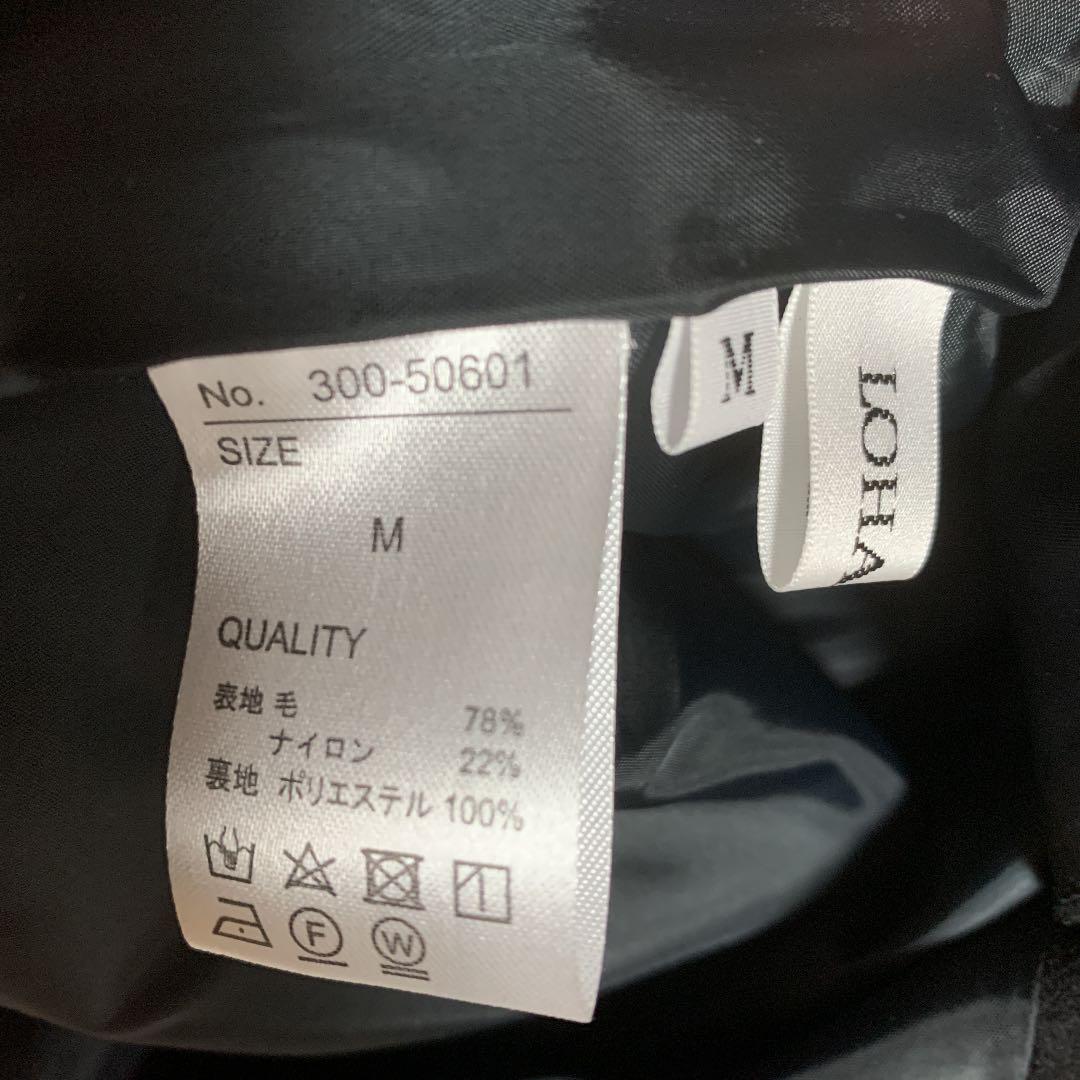 No. 300-50601
SIZE
M
QUALITY
表地 毛 78%
ナイロン 22%
裏地 ポリエステル 100%
1
F W
M
LOHA